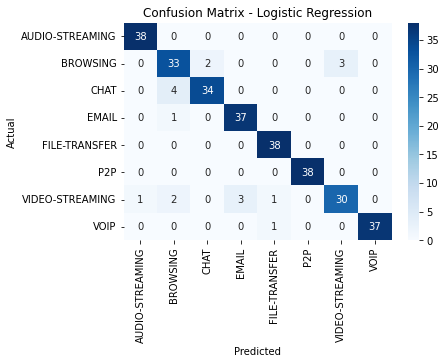 Confusion Matrix - Logistic Regression
AUDIO-STREAMING 38 0 0 0 0 0 0 0
BROWSING 0 33 2 0 0 0 3 0
CHAT 0 4 34 0 0 0 0 0
EMAIL 0 1 0 37 0 0 0 0
FILE-TRANSFER 0 0 0 0 38 0 0 0
P2P 0 0 0 0 0 38 0 0
VIDEO-STREAMING 1 2 0 3 1 0 30 0
VOIP 0 0 0 0 1 0 0 37
Actual
AUDIO-STREAMING
BROWSING
CHAT
EMAIL
FILE-TRANSFER
P2P
VIDEO-STREAMING
VOIP
Predicted
35
30
25
20
15
10
5
0